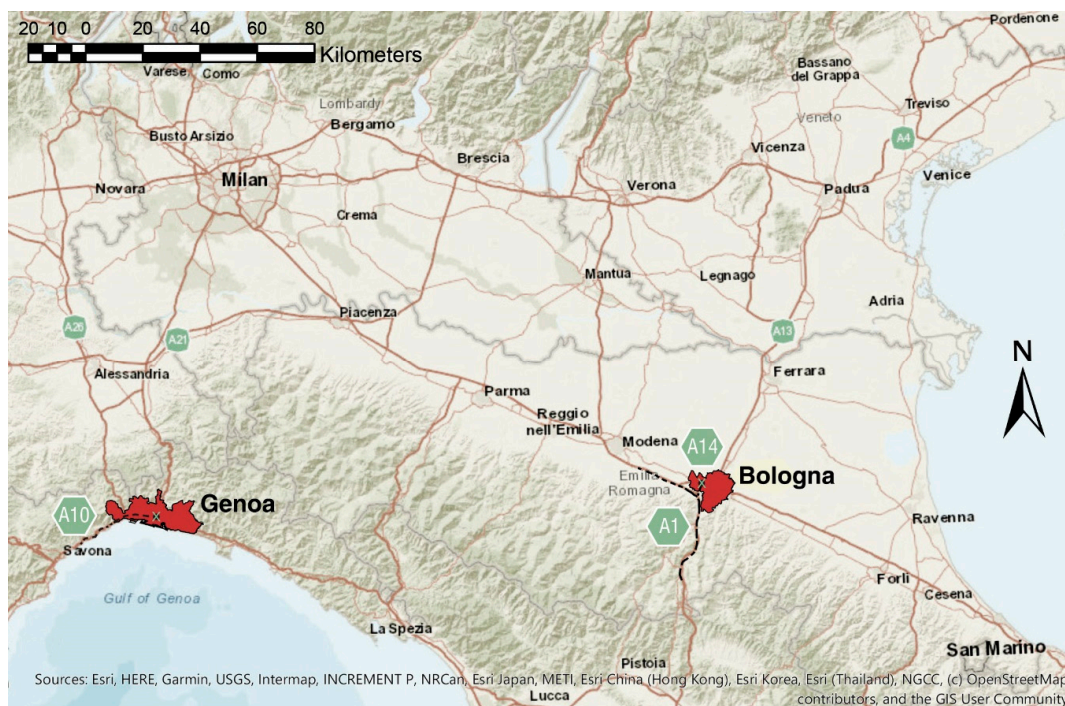 20 10 0 20 40 60 80
Kilometers
Pordenone
Varese Como
Bassano
del Grappa
Lombardy
Bergamo
Treviso
Veneto
Busto Arsizio
A4
Vicenza
Brescia
Venice
Milan
Novara
Verona
Padua
Crema
Mantua
Legnago
Adria
Piacenza
A26
A21
A13
N
Alessandria
Ferrara
Parma
Reggio
nell'Emilia
Modena
A14
Emilia
Romagna
Bologna
Genoa
A10
A1
Ravenna
Savona
Forlì
Cesena
Gulf of Genoa
La Spezia
San Marino
Pistoia
Sources: Esri, HERE, Garmin, USGS, Intermap, INCREMENT P, NRCan, Esri Japan, METI, Esri China (Hong Kong), Esri Korea, Esri (Thailand), NGCC, (c) OpenStreetMap
Lucca
contributors, and the GIS User Community